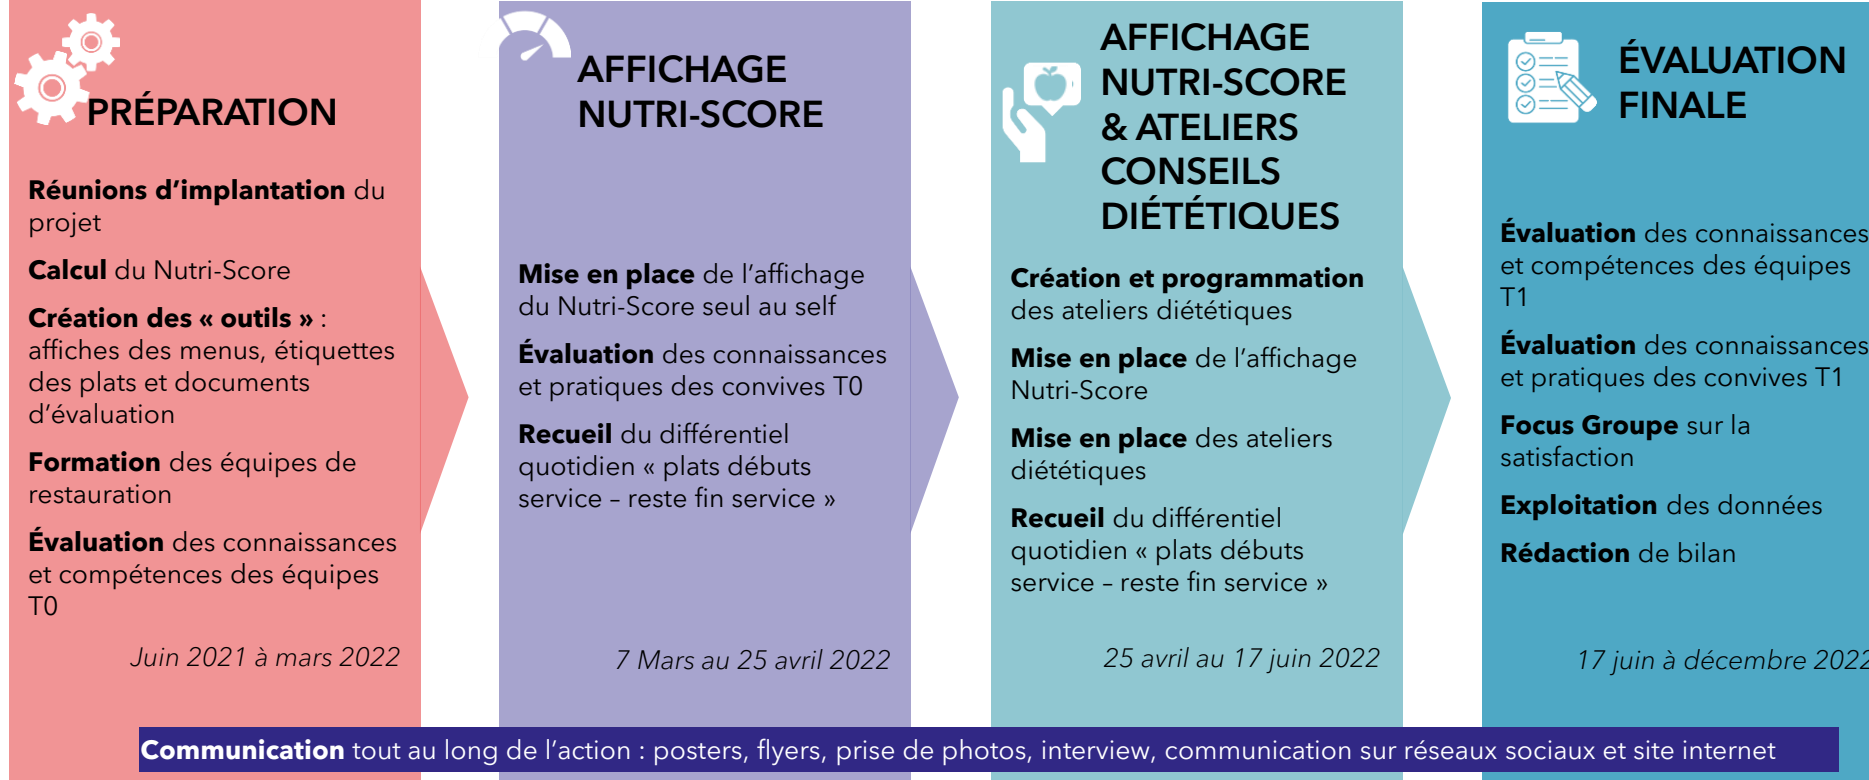 PRÉPARATION
Réunions d’implantation du
projet
Calcul du Nutri-Score
Création des « outils » :
affiches des menus, étiquettes
des plats et documents
d’évaluation
Formation des équipes de
restauration
Évaluation des connaissances
et compétences des équipes
T0
Juin 2021 à mars 2022
AFFICHAGE
NUTRI-SCORE
Mise en place de l’affichage
du Nutri-Score seul au self
Évaluation des connaissances
et pratiques des convives T0
Recueil du différentiel
quotidien « plats débuts
service – reste fin service »
7 Mars au 25 avril 2022
AFFICHAGE
NUTRI-SCORE
& ATELIERS
CONSEILS
DIÉTÉTIQUES
Création et programmation
des ateliers diététiques
Mise en place de l’affichage
Nutri-Score
Mise en place des ateliers
diététiques
Recueil du différentiel
quotidien « plats débuts
service – reste fin service »
25 avril au 17 juin 2022
ÉVALUATION
FINALE
Évaluation des connaissances
et compétences des équipes
T1
Évaluation des connaissances
et pratiques des convives T1
Focus Groupe sur la
satisfaction
Exploitation des données
Rédaction de bilan
17 juin à décembre 2022
Communication tout au long de l’action : posters, flyers, prise de photos, interview, communication sur réseaux sociaux et site internet